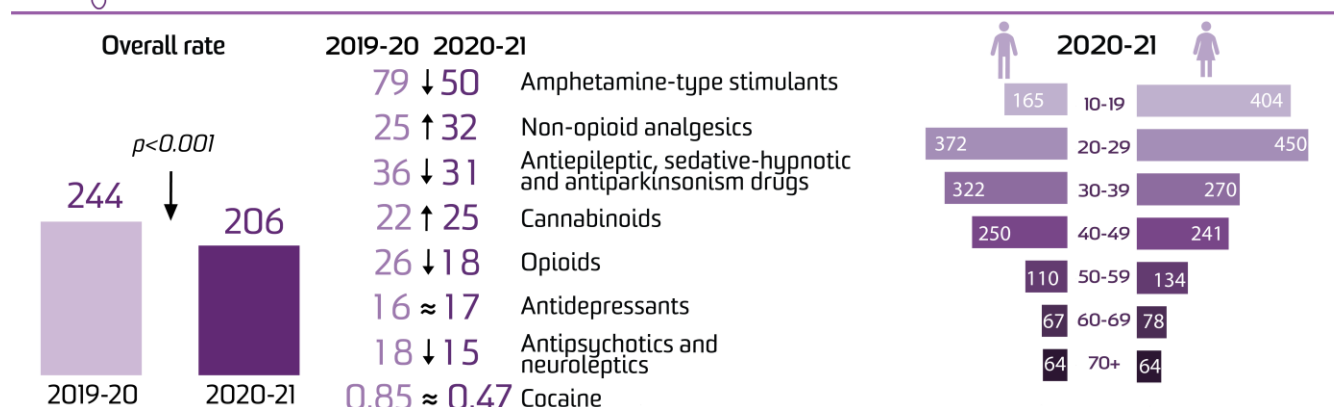 Overall rate
p<0.001
244
206
2019-20
2020-21
2019-20 2020-21
79 ↓ 50 Amphetamine-type stimulants
25 ↑ 32 Non-opioid analgesics
36 ↓ 31 Antiepileptic, sedative-hypnotic
and antiparkinsonism drugs
22 ↑ 25 Cannabinoids
26 ↓ 18 Opioids
16 ≈ 17 Antidepressants
18 ↓ 15 Antipsychotics and
neuroleptics
0.85 ≈ 0.47 Cocaine
2020-21
165 10-19 404
372 20-29 450
322 30-39 270
250 40-49 241
110 50-59 134
67 60-69 78
64 70+ 64